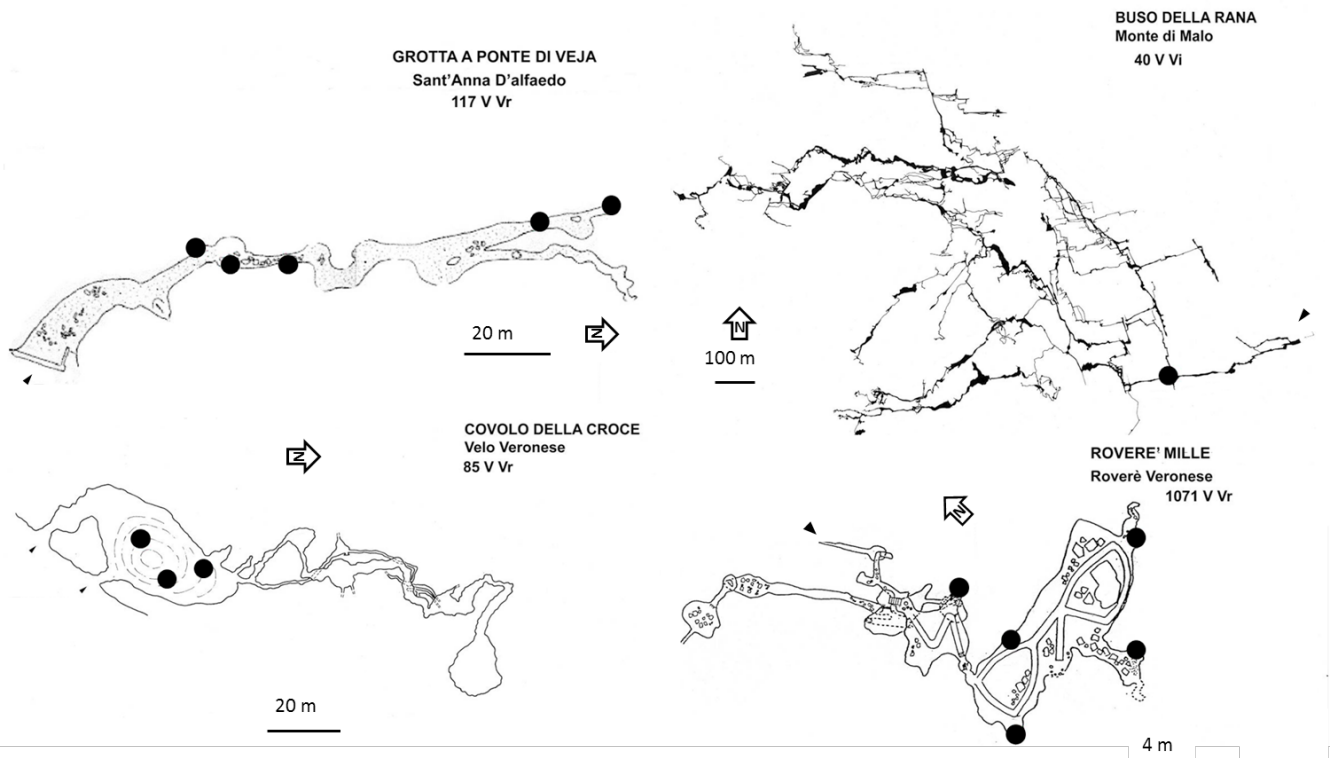 GROTTA A PONTE DI VEJA
Sant'Anna D'alfaedo
117 V Vr
20 m
N
BUSO DELLA RANA
Monte di Malo
40 V Vi
N
100 m
COVOLO DELLA CROCE
Velo Veronese
85 V Vr
N
20 m
ROVERE' MILLE
Roverè Veronese
1071 V Vr
N
4 m